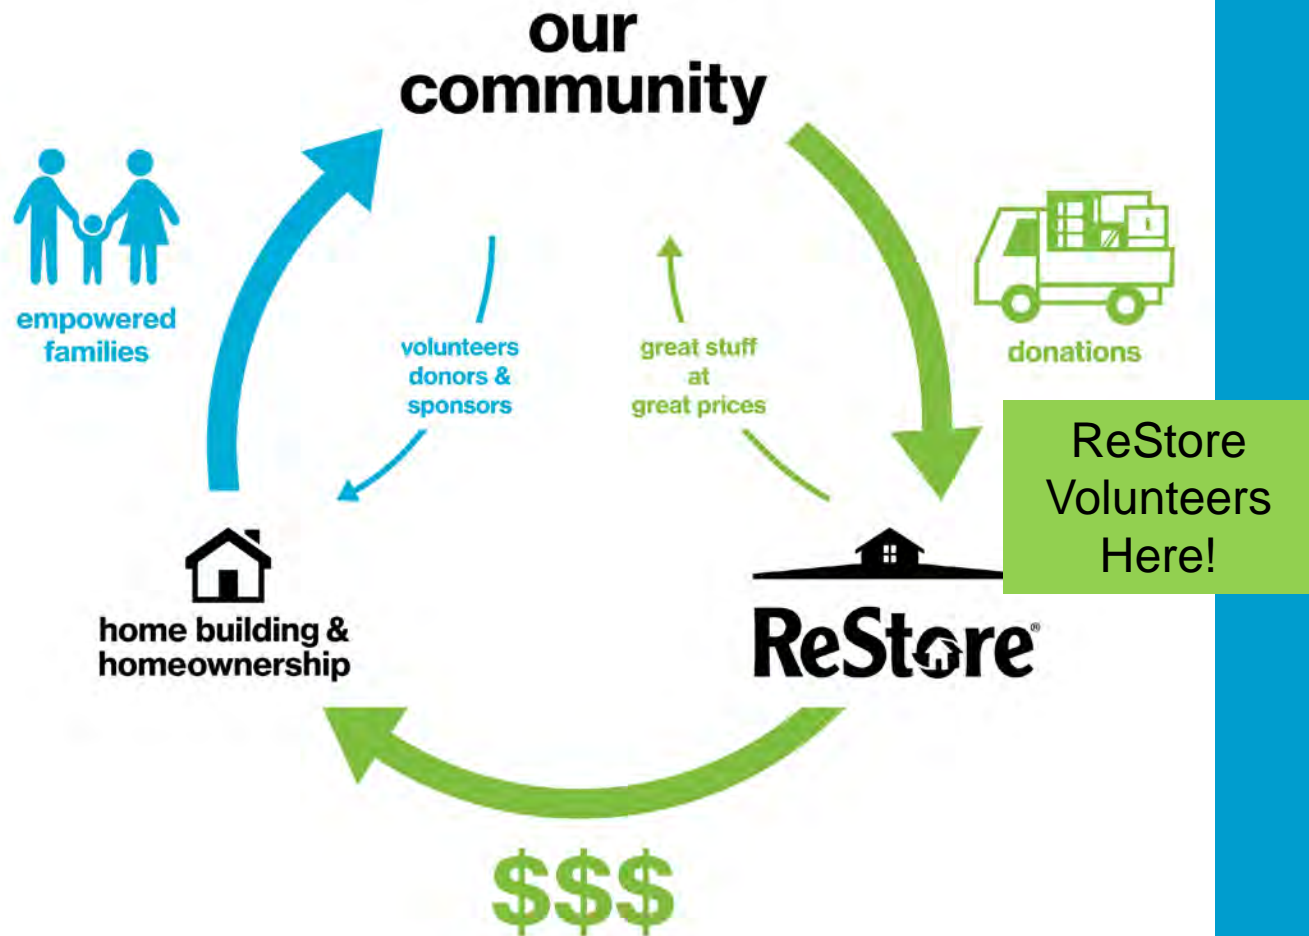 our
community
empowered
families
volunteers
donors &
sponsors
great stuff
at
great prices
donations
ReStore
Volunteers
Here!
home building &
homeownership
ReStore®
$$$